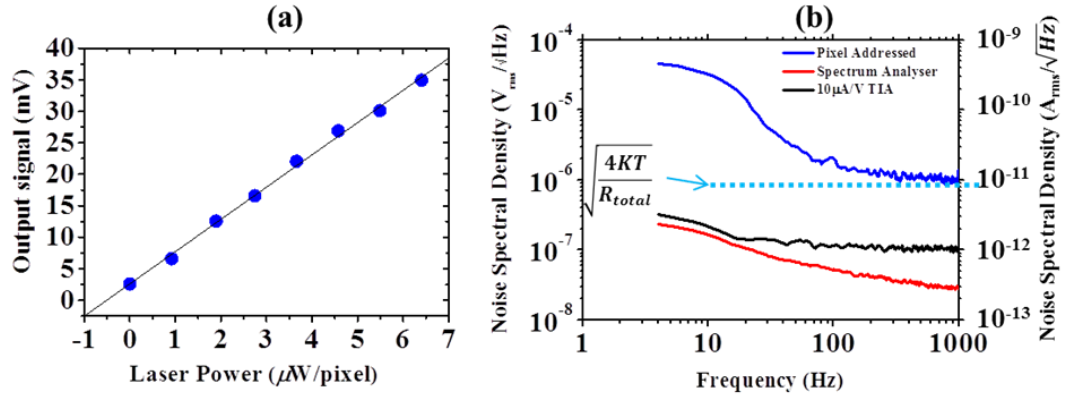 (a)
40
35
30
25
20
15
10
5
0
-1 0 1 2 3 4 5 6 7
Output signal (mV)
Laser Power (μW/pixel)
(b)
Pixel Addressed
Spectrum Analyser
10μA/V TIA
10⁻⁴
10⁻⁵
10⁻⁶
10⁻⁷
10⁻⁸
Noise Spectral Density (Vrms/√Hz)
√4KT/Rtotal
10⁻⁹
10⁻¹⁰
10⁻¹¹
10⁻¹²
10⁻¹³
Noise Spectral Density (Arms/√Hz)
1 10 100 1000
Frequency (Hz)